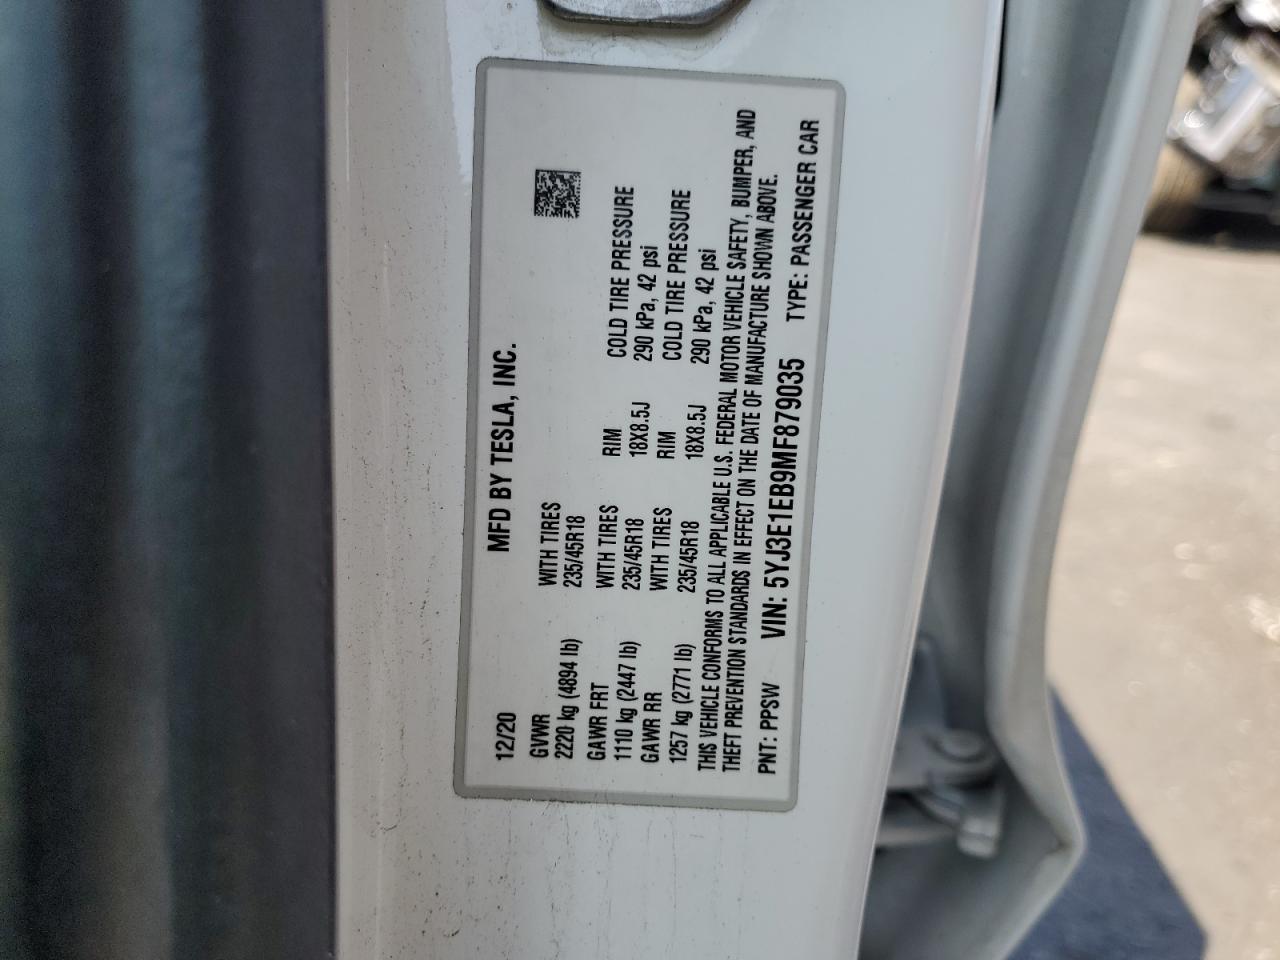 MFD BY TESLA, INC.
12/20
GVWR WITH TIRES
2220 kg (4894 lb) 235/45R18
GAWR FRT WITH TIRES RIM COLD TIRE PRESSURE
1110 kg (2447 lb) 235/45R18 18X8.5J 290 kPa, 42 psi
GAWR RR WITH TIRES RIM COLD TIRE PRESSURE
1257 kg (2771 lb) 235/45R18 18X8.5J 290 kPa, 42 psi
THIS VEHICLE CONFORMS TO ALL APPLICABLE U.S. FEDERAL MOTOR VEHICLE SAFETY, BUMPER, AND
THEFT PREVENTION STANDARDS IN EFFECT ON THE DATE OF MANUFACTURE SHOWN ABOVE.
PNT: PPSW VIN: 5YJ3E1EB9MF879035 TYPE: PASSENGER CAR